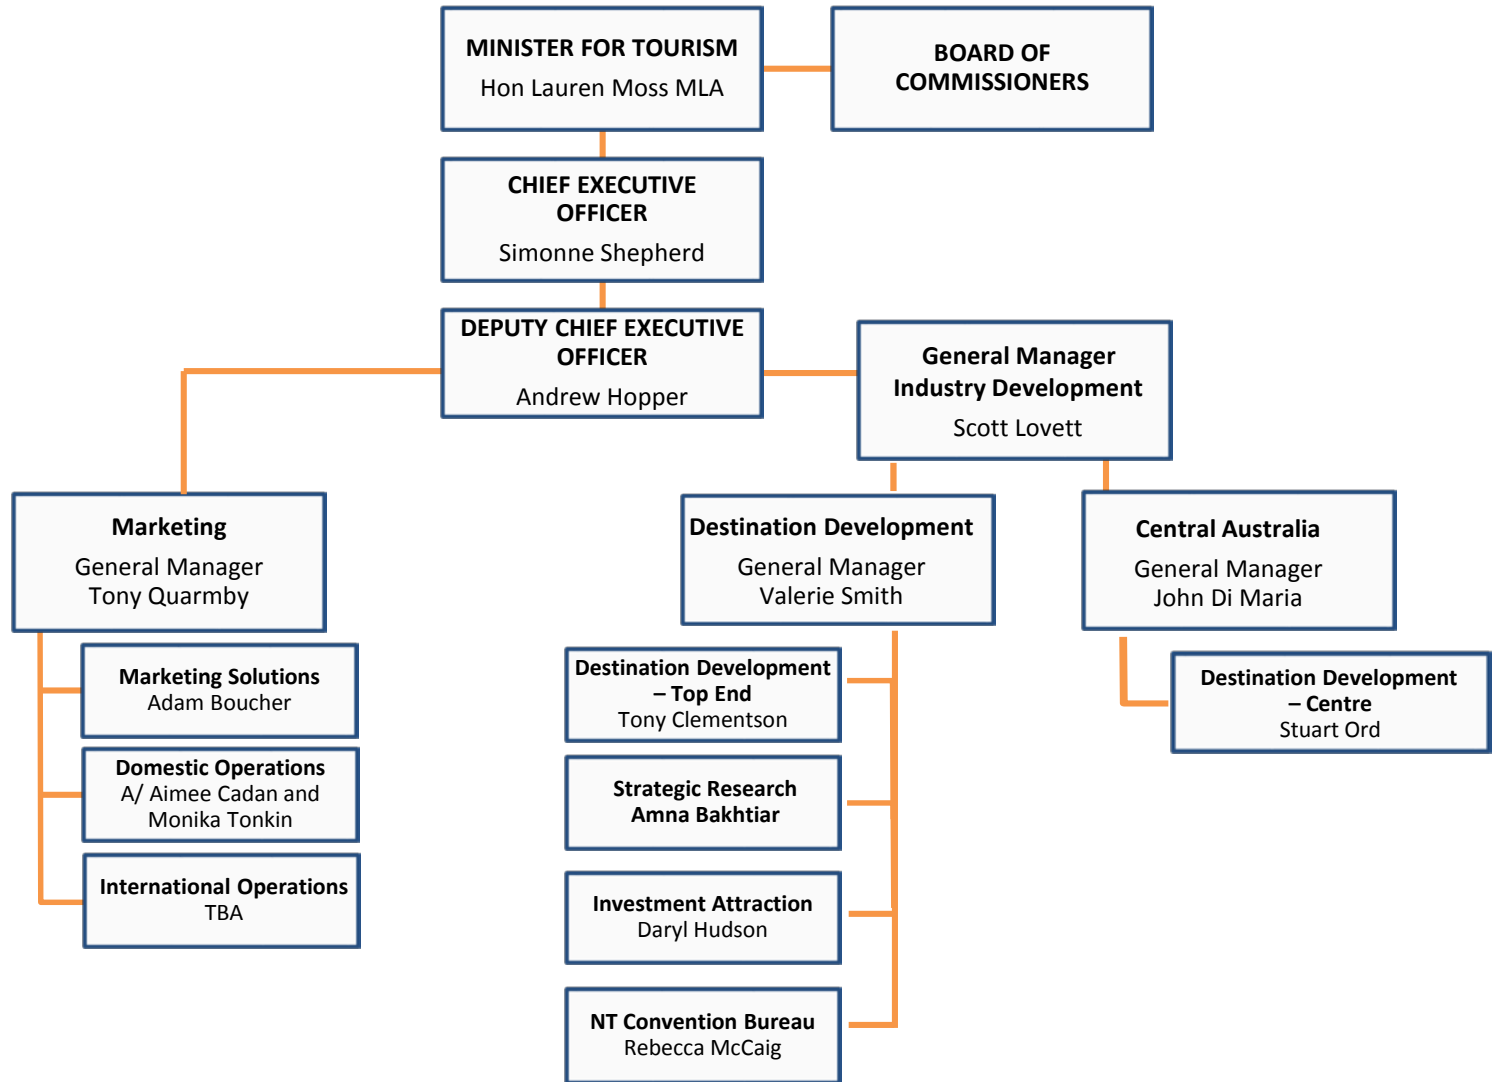 MINISTER FOR TOURISM
Hon Lauren Moss MLA
BOARD OF
COMMISSIONERS
CHIEF EXECUTIVE
OFFICER
Simonne Shepherd
DEPUTY CHIEF EXECUTIVE
OFFICER
Andrew Hopper
General Manager
Industry Development
Scott Lovett
Marketing
General Manager
Tony Quarmby
Marketing Solutions
Adam Boucher
Domestic Operations
A/ Aimee Cadan and
Monika Tonkin
International Operations
TBA
Destination Development
General Manager
Valerie Smith
Destination Development
– Top End
Tony Clementson
Strategic Research
Amna Bakhtiar
Investment Attraction
Daryl Hudson
NT Convention Bureau
Rebecca McCaig
Central Australia
General Manager
John Di Maria
Destination Development
– Centre
Stuart Ord